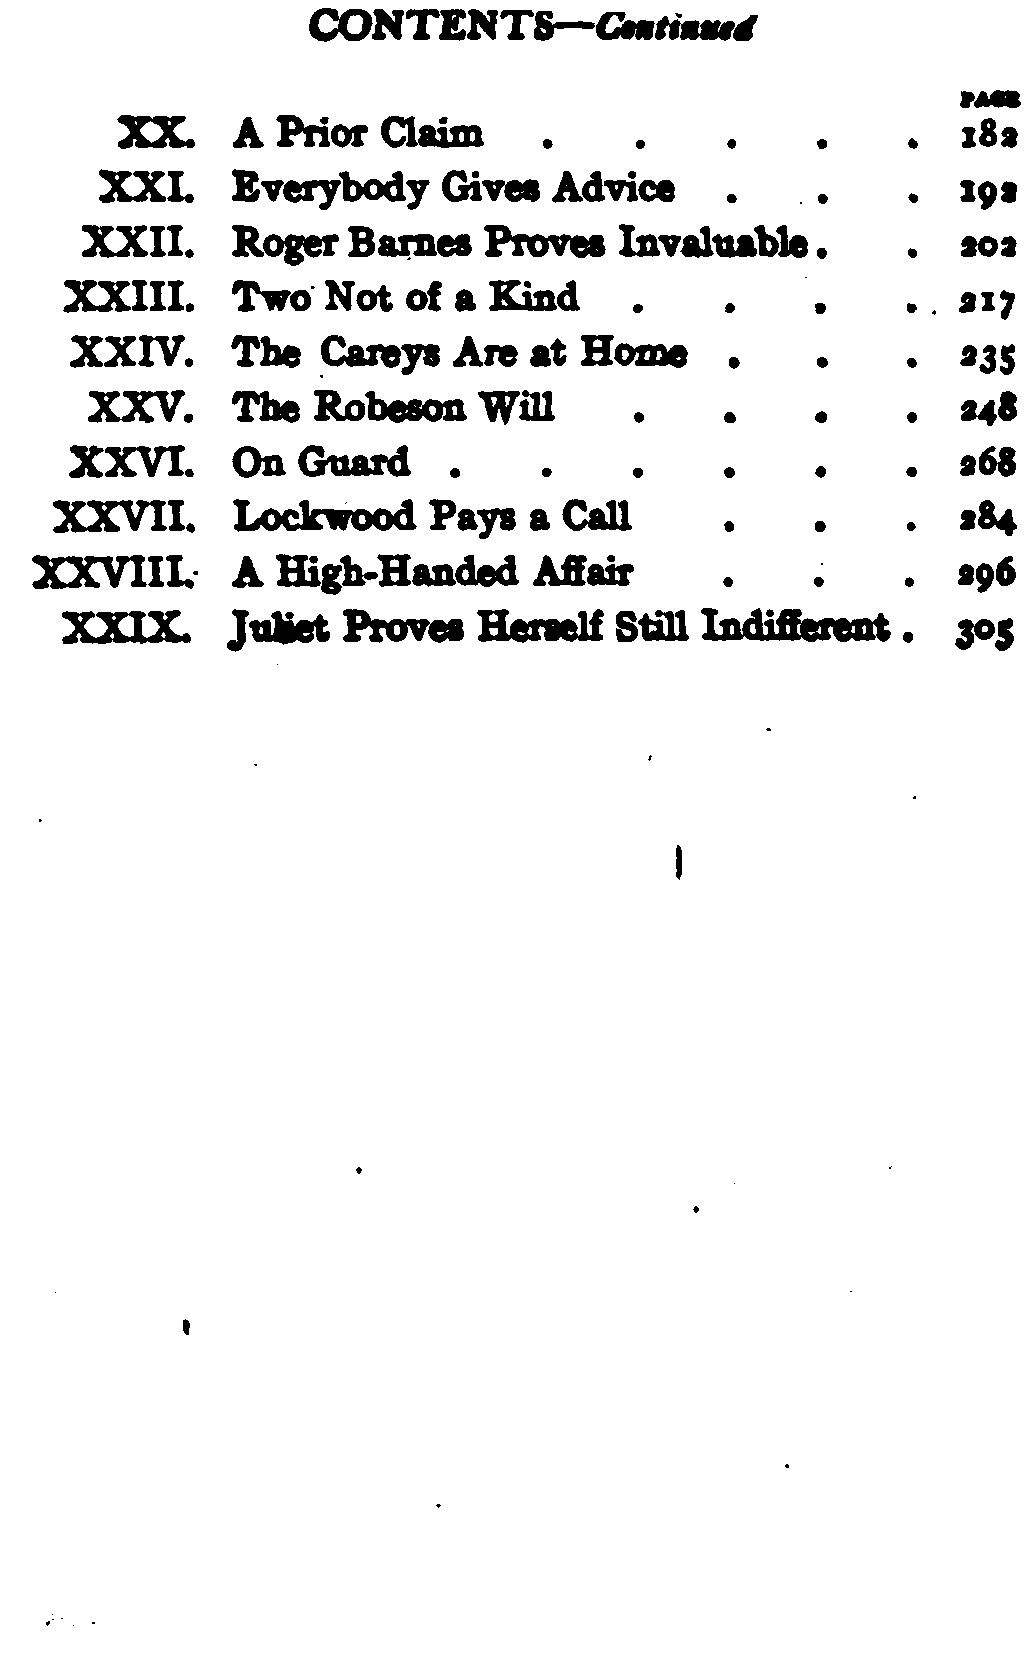 CONTENTS—Continued
PAGE
XX. A Prior Claim . . . . . 182
XXI. Everybody Gives Advice . . . 192
XXII. Roger Barnes Proves Invaluable . . 202
XXIII. Two Not of a Kind . . . . 217
XXIV. The Careys Are at Home . . . 235
XXV. The Robeson Will . . . . 248
XXVI. On Guard . . . . . . 268
XXVII. Lockwood Pays a Call . . . 284
XXVIII. A High-Handed Affair . . . 296
XXIX. Juliet Proves Herself Still Indifferent . 305